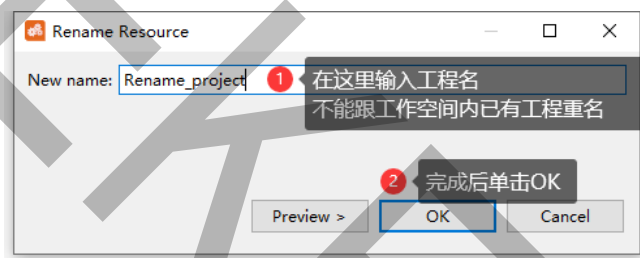 Rename Resource
New name: Rename_project
1 在这里输入工程名
不能跟工作空间内已有工程重名
2 完成后单击OK
Preview > OK Cancel